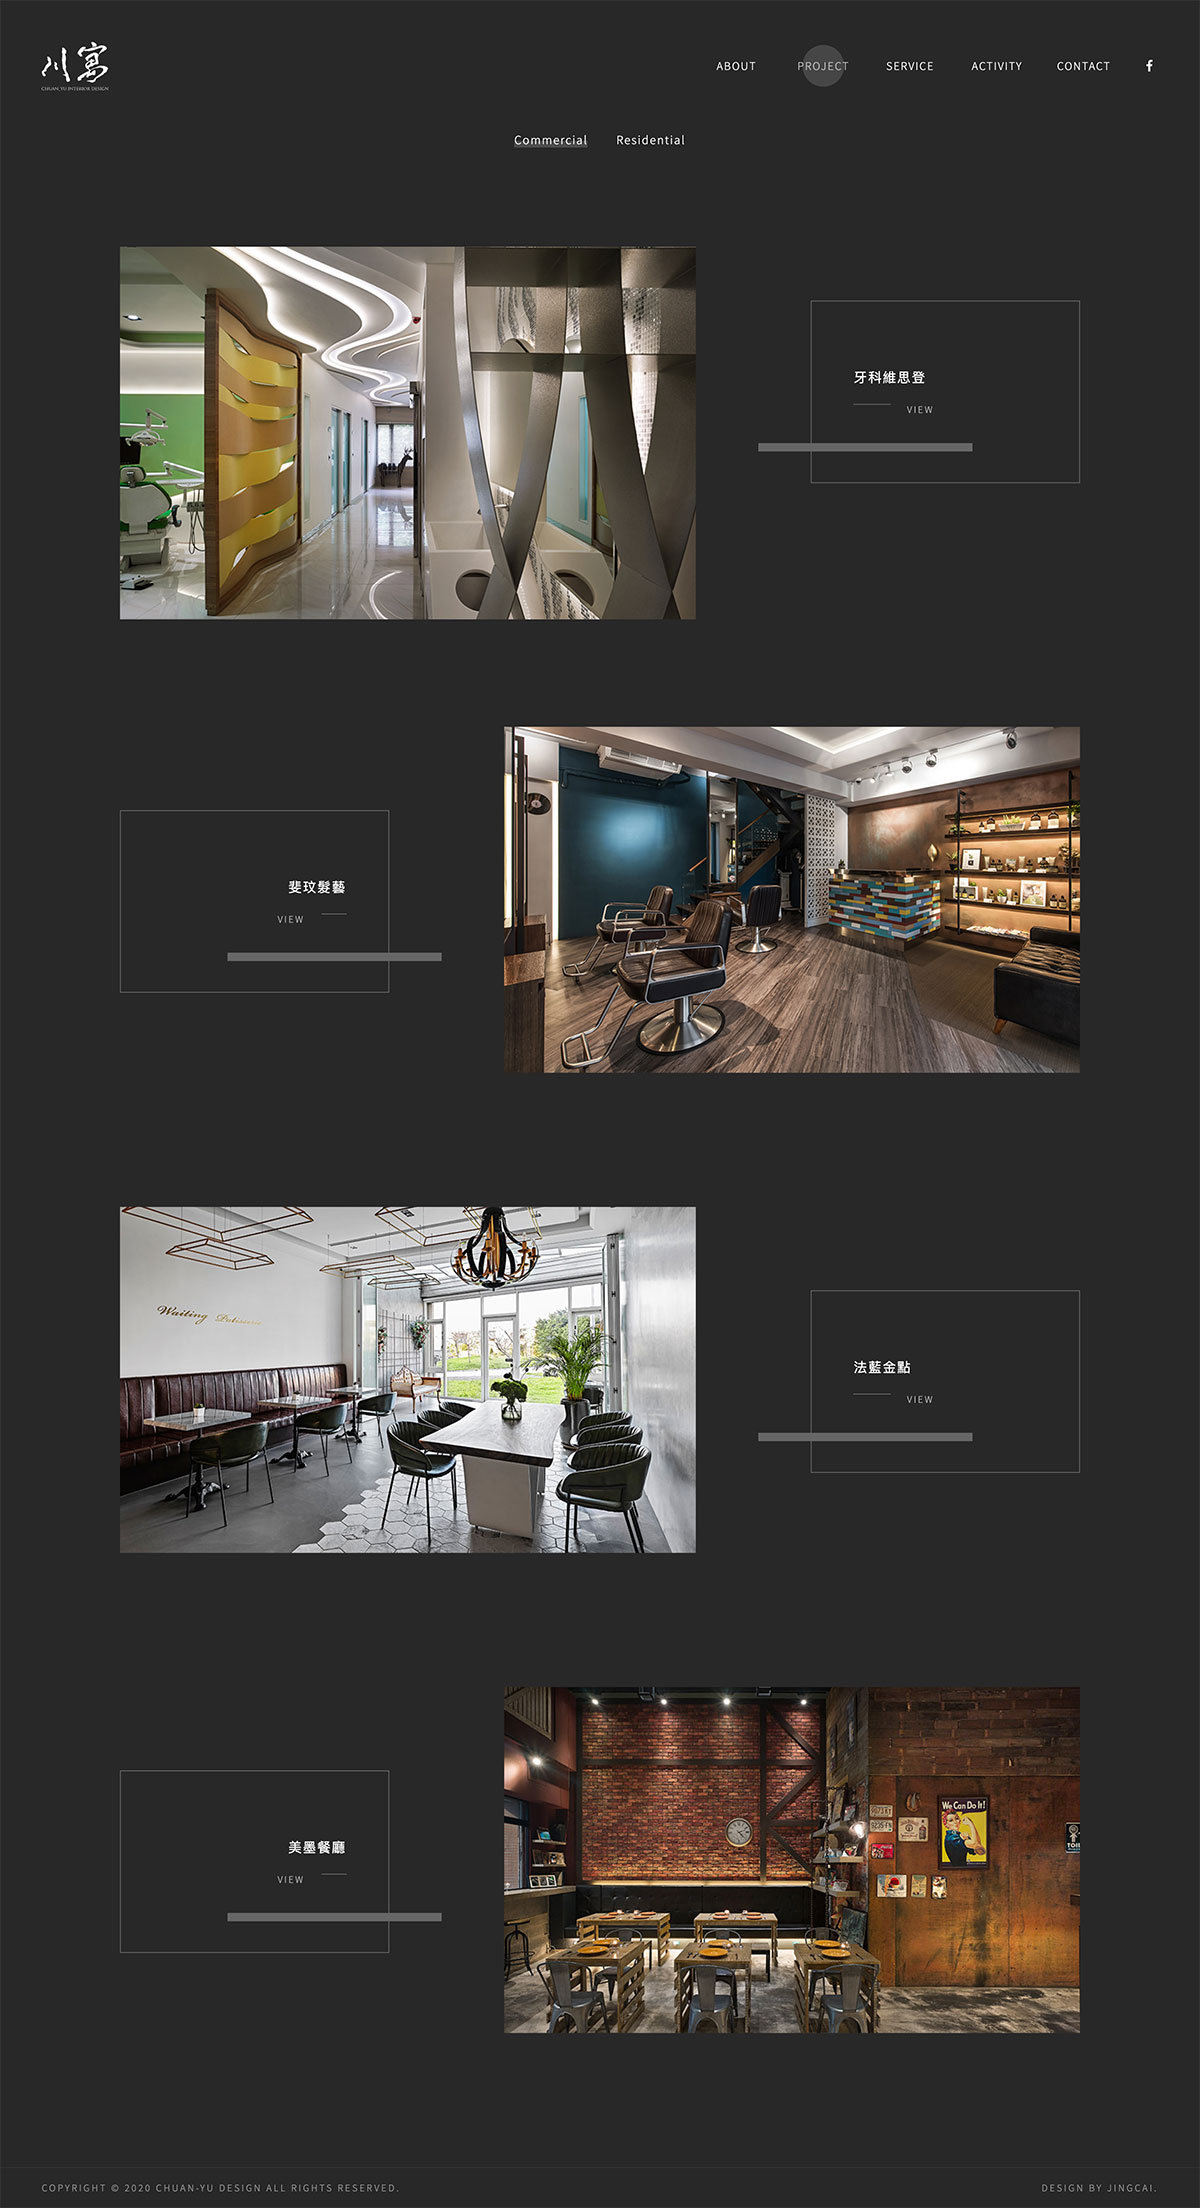 川寓
CHUAN_YU INTERIOR DESIGN
ABOUT
PROJECT
SERVICE
ACTIVITY
CONTACT
f
Commercial
Residential
牙科維思登
VIEW
斐玟髮藝
VIEW
Waiting Patisserie
法藍金點
VIEW
We Can Do It!
美墨餐廳
VIEW
COPYRIGHT © 2020 CHUAN-YU DESIGN ALL RIGHTS RESERVED.
DESIGN BY JINGCAI.